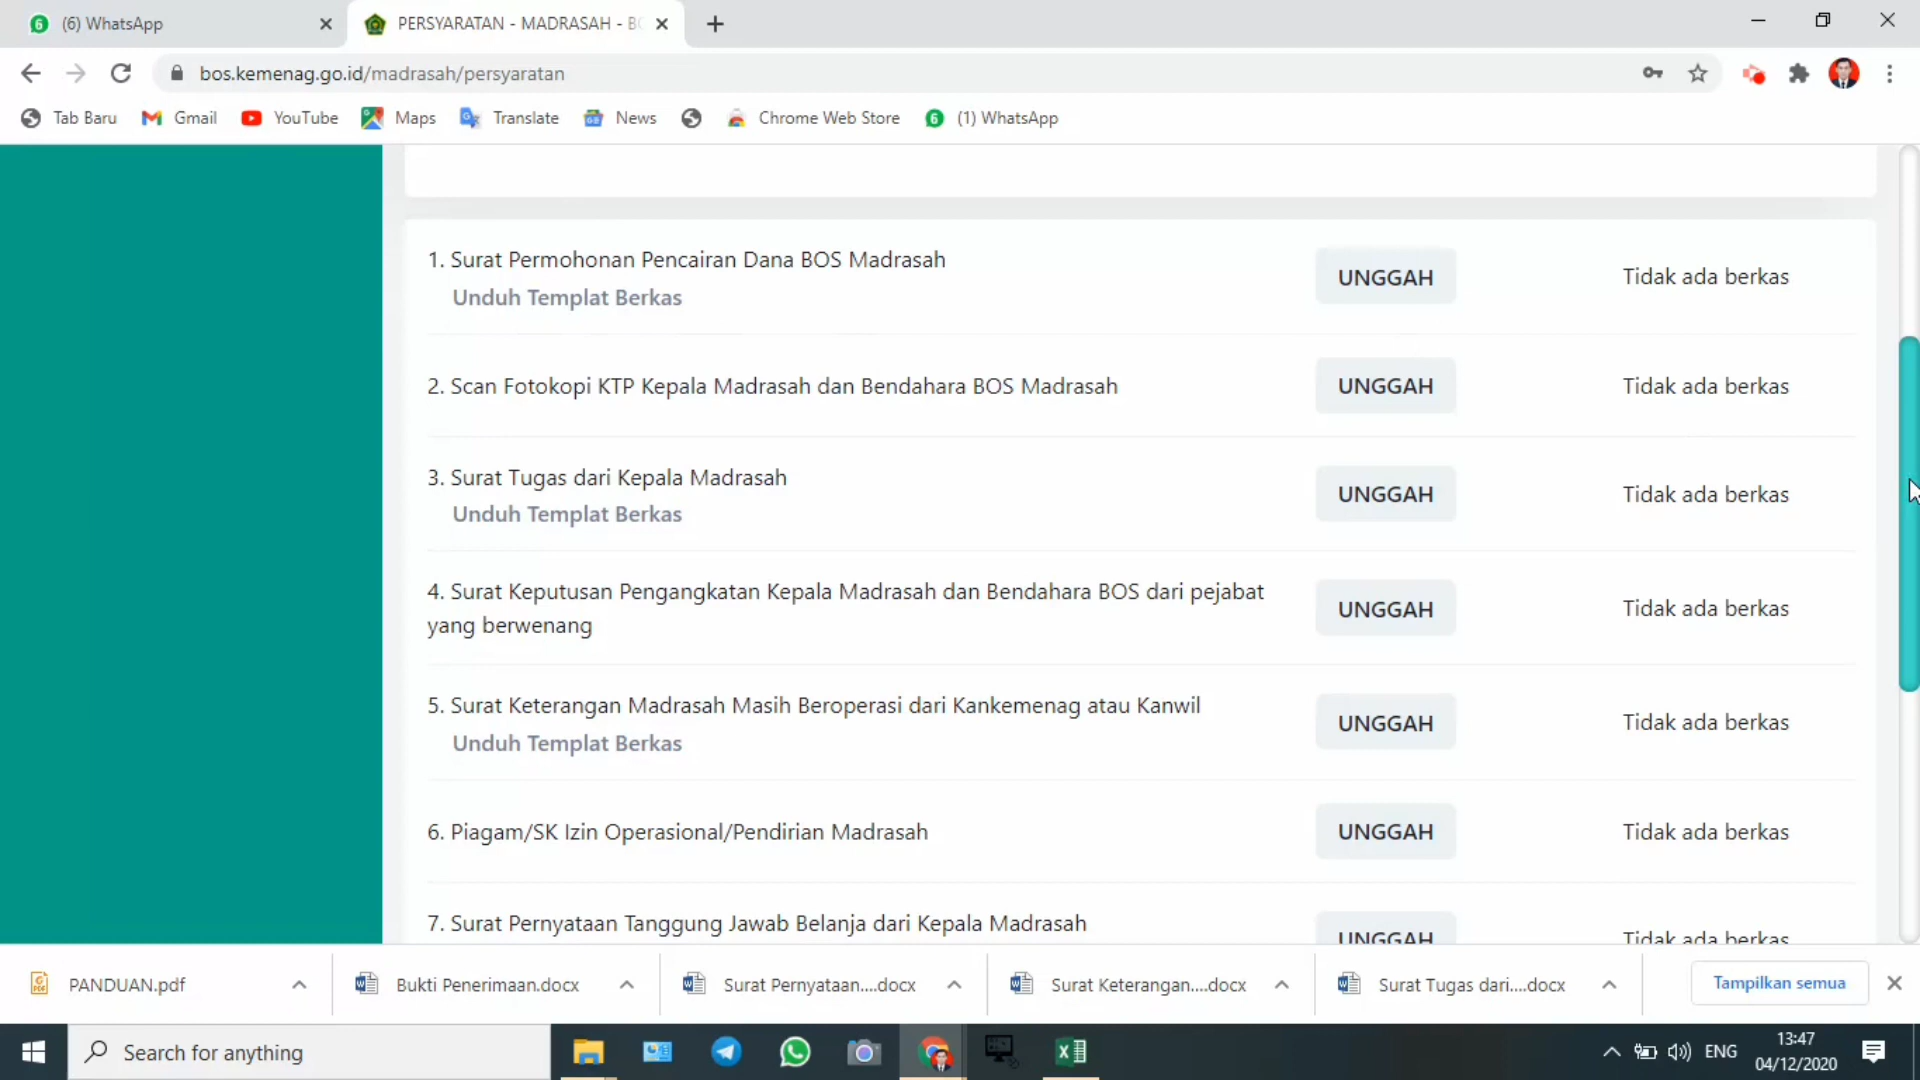 (6) WhatsApp
PERSYARATAN - MADRASAH - BO
bos.kemenag.go.id/madrasah/persyaratan
Tab Baru
Gmail
YouTube
Maps
Translate
News
Chrome Web Store
(1) WhatsApp
1. Surat Permohonan Pencairan Dana BOS Madrasah
Unduh Templat Berkas
UNGGAH
Tidak ada berkas
2. Scan Fotokopi KTP Kepala Madrasah dan Bendahara BOS Madrasah
UNGGAH
Tidak ada berkas
3. Surat Tugas dari Kepala Madrasah
Unduh Templat Berkas
UNGGAH
Tidak ada berkas
4. Surat Keputusan Pengangkatan Kepala Madrasah dan Bendahara BOS dari pejabat
yang berwenang
UNGGAH
Tidak ada berkas
5. Surat Keterangan Madrasah Masih Beroperasi dari Kankemenag atau Kanwil
Unduh Templat Berkas
UNGGAH
Tidak ada berkas
6. Piagam/SK Izin Operasional/Pendirian Madrasah
UNGGAH
Tidak ada berkas
7. Surat Pernyataan Tanggung Jawab Belanja dari Kepala Madrasah
UNGGAH
Tidak ada berkas
PANDUAN.pdf
Bukti Penerimaan.docx
Surat Pernyataan....docx
Surat Keterangan....docx
Surat Tugas dari....docx
Tampilkan semua
Search for anything
ENG
13:47
04/12/2020